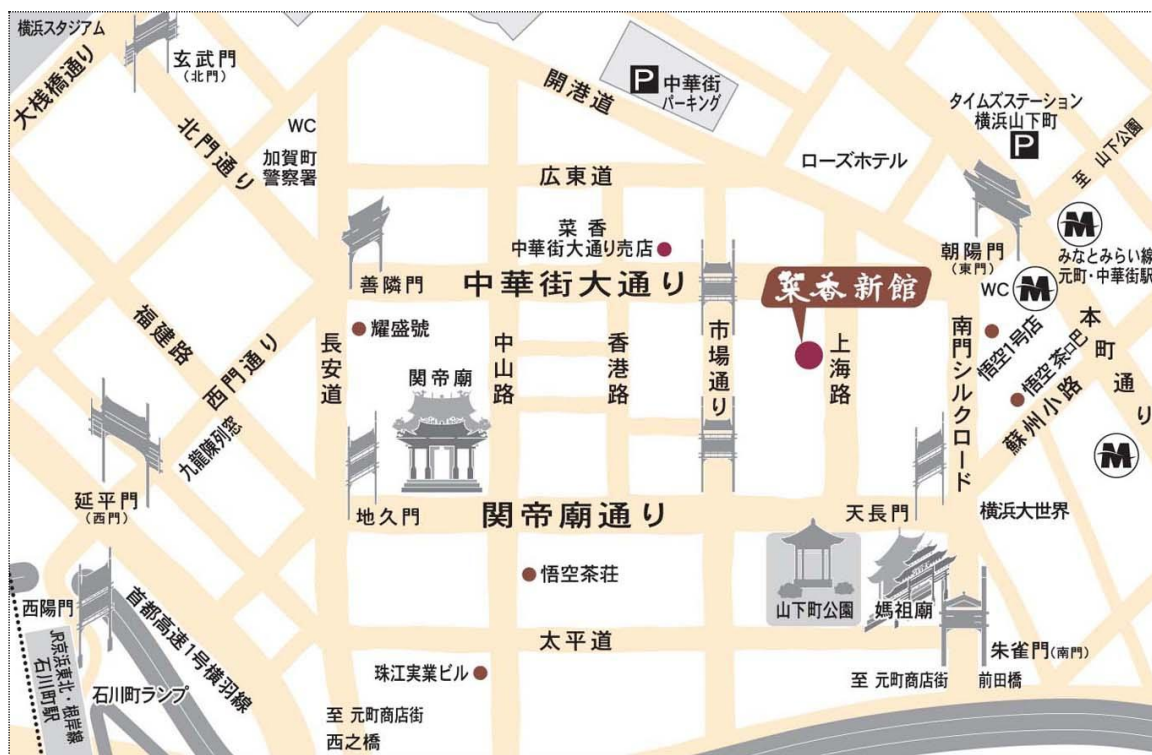 横浜スタジアム
大桟橋通り
玄武門
(北門)
北門通り
WC
加賀町
警察署
開港道
P 中華街
パーキング
タイムズステーション
横浜山下町
P
至 山下公園
ローズホテル
広東道
菜香
中華街大通り売店
善隣門
中華街大通り
菜香新館
朝陽門
(東門)
M
みなとみらい線
元町・中華街駅
WC
M
本町通り
悟空1号店
悟空茶口巴
蘇州小路
M
南門シルクロード
上海路
市場通り
香港路
中山路
長安道
耀盛號
関帝廟
福建路
西門通り
九龍陳列窓
延平門
(西門)
地久門
関帝廟通り
天長門
横浜大世界
悟空茶荘
山下町公園
媽祖廟
西陽門
首都高速1号横羽線
JR京浜東北・根岸線
石川町駅
石川町ランプ
太平道
珠江実業ビル
朱雀門(南門)
至 元町商店街
前田橋
至 元町商店街
西之橋